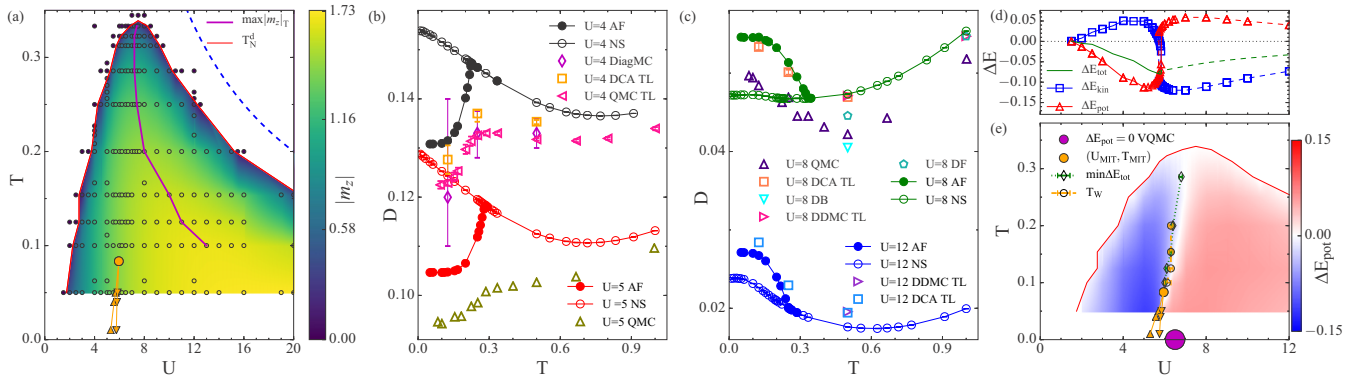 (a)
max|m_z|_T
T_N^d
T
0.3
0.2
0.1
0.0
0 4 8 12 16 20
U
1.73
1.16
0.58
0.00
|m_z|
(b)
U=4 AF
U=4 NS
U=4 DiagMC
U=4 DCA TL
U=4 QMC TL
D
0.14
0.12
0.10
U=5 AF
U =5 NS
U=5 QMC
0.0 0.3 0.6 0.9
T
(c)
U=8 QMC
U=8 DCA TL
U=8 DB
U=8 DDMC TL
U=8 DF
U=8 AF
U=8 NS
U=12 AF
U=12 NS
U=12 DDMC TL
U=12 DCA TL
D
0.04
0.02
0.0 0.3 0.6 0.9
T
(d)
ΔE
0.05
0.00
−0.05
−0.10
ΔE_tot
ΔE_kin
ΔE_pot
(e)
ΔE_pot = 0 VQMC
(U_MIT, T_MIT)
minΔE_tot
T_W
T
0.3
0.2
0.1
0.0
0 2 4 6 8 10 12
U
0.15
0.00
−0.15
ΔE_pot